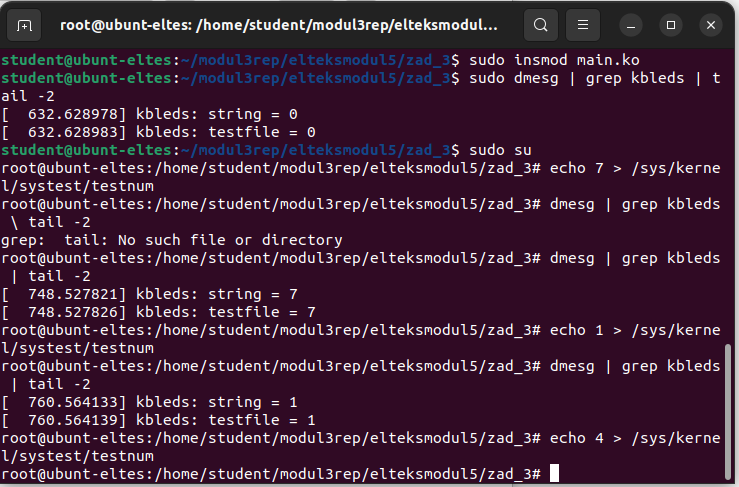 root@ubunt-eltes: /home/student/modul3rep/elteksmodul...
student@ubunt-eltes:~/modul3rep/elteksmodul5/zad_3$ sudo insmod main.ko
student@ubunt-eltes:~/modul3rep/elteksmodul5/zad_3$ sudo dmesg | grep kbleds | t
ail -2
[  632.628978] kbleds: string = 0
[  632.628983] kbleds: testfile = 0
student@ubunt-eltes:~/modul3rep/elteksmodul5/zad_3$ sudo su
root@ubunt-eltes:/home/student/modul3rep/elteksmodul5/zad_3# echo 7 > /sys/kerne
l/systest/testnum
root@ubunt-eltes:/home/student/modul3rep/elteksmodul5/zad_3# dmesg | grep kbleds
 \ tail -2
grep:  tail: No such file or directory
root@ubunt-eltes:/home/student/modul3rep/elteksmodul5/zad_3# dmesg | grep kbleds
 | tail -2
[  748.527821] kbleds: string = 7
[  748.527826] kbleds: testfile = 7
root@ubunt-eltes:/home/student/modul3rep/elteksmodul5/zad_3# echo 1 > /sys/kerne
l/systest/testnum
root@ubunt-eltes:/home/student/modul3rep/elteksmodul5/zad_3# dmesg | grep kbleds
 | tail -2
[  760.564133] kbleds: string = 1
[  760.564139] kbleds: testfile = 1
root@ubunt-eltes:/home/student/modul3rep/elteksmodul5/zad_3# echo 4 > /sys/kerne
l/systest/testnum
root@ubunt-eltes:/home/student/modul3rep/elteksmodul5/zad_3#